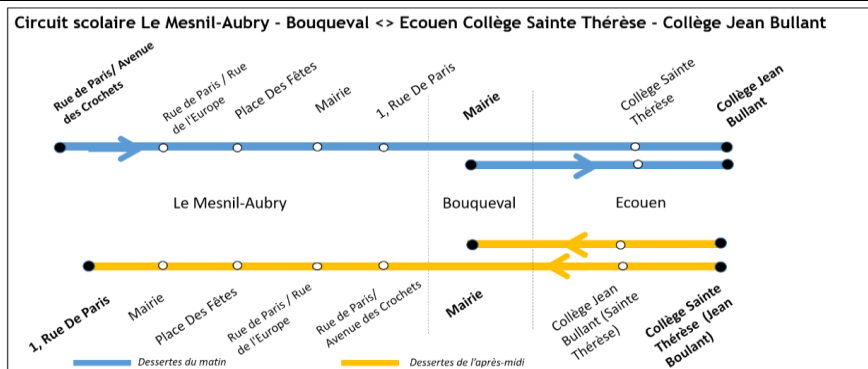 Circuit scolaire Le Mesnil-Aubry - Bouqueval <> Ecouen Collège Sainte Thérèse - Collège Jean Bullant
Rue de Paris/ Avenue
des Crochets
Rue de Paris / Rue
de l'Europe
Place Des Fêtes
Mairie
1, Rue De Paris
Mairie
Collège Sainte
Thérèse
Collège Jean
Bullant
Le Mesnil-Aubry
Bouqueval
Ecouen
1, Rue De Paris
Mairie
Place Des Fêtes
Rue de Paris / Rue
de l'Europe
Rue de Paris/
Avenue des Crochets
Mairie
Collège Jean
Bullant (Sainte
Thérèse)
Collège Sainte
Thérèse (Jean
Boulant)
Dessertes du matin
Dessertes de l'après-midi